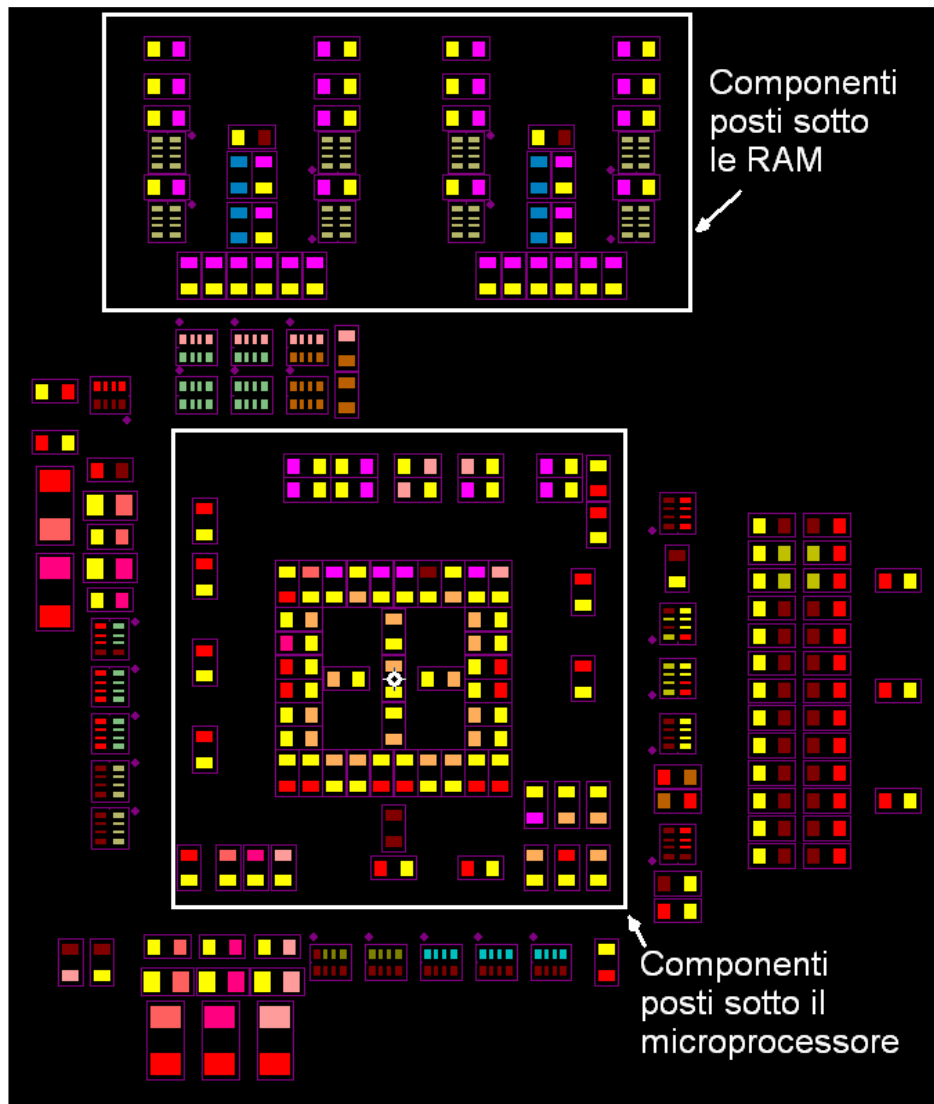 Componenti
posti sotto
le RAM
Componenti
posti sotto il
microprocessore